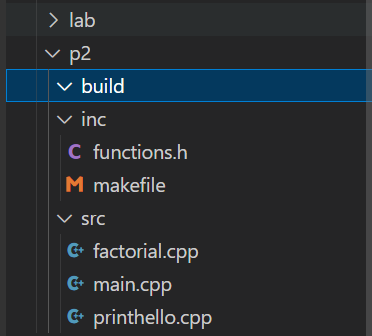 lab
p2
build
inc
C functions.h
M makefile
src
C++ factorial.cpp
C++ main.cpp
C++ printhello.cpp